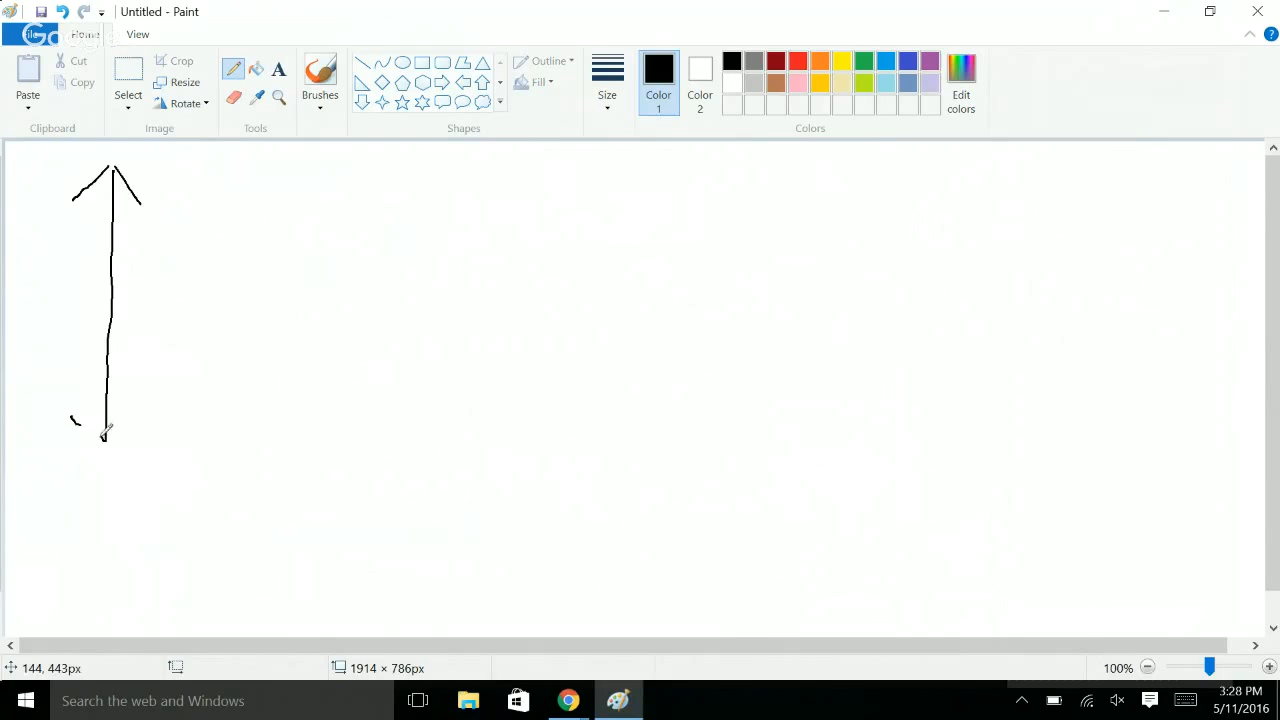 Untitled - Paint
File Home View
Paste
Cut
Copy
Clipboard
Select
Crop
Resize
Rotate
Image
A
Tools
Brushes
Shapes
Outline
Fill
Size
Color 1
Color 2
Edit colors
Colors
144, 443px
1914 × 786px
100%
Search the web and Windows
3:28 PM
5/11/2016